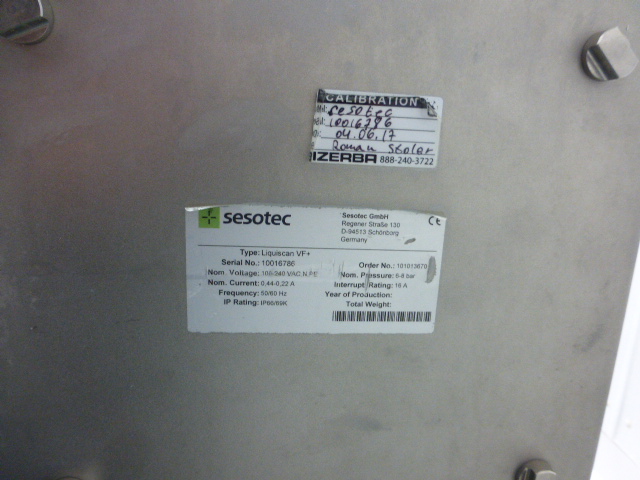 CALIBRATION
Sesotec
10016786
04.06.17
Roman
IZERBA 888-240-3722
sesotec
Sesotec GmbH
Regener Straße 130
D-94513 Schönberg
Germany
CE
Type: Liquiscan VF+
Serial No.: 10016786
Order No.: 101013670
Nom. Voltage: 100-240 VAC,N,PE
Nom. Pressure: 6-8 bar
Nom. Current: 0,44-0,22 A
Interrupt Rating: 16 A
Frequency: 50/60 Hz
Year of Production:
IP Rating: IP66/69K
Total Weight: